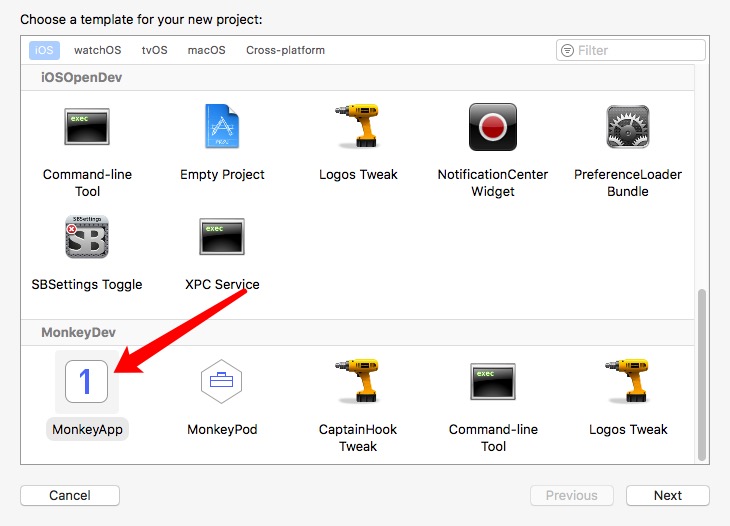 Choose a template for your new project:
iOS watchOS tvOS macOS Cross-platform Filter
iOSOpenDev
exec
Command-line Tool
Empty Project
Logos Tweak
NotificationCenter Widget
PreferenceLoader Bundle
SBSettings
SB
SBSettings Toggle
exec
XPC Service
MonkeyDev
1
MonkeyApp
MonkeyPod
CaptainHook Tweak
exec
Command-line Tool
Logos Tweak
Cancel Previous Next